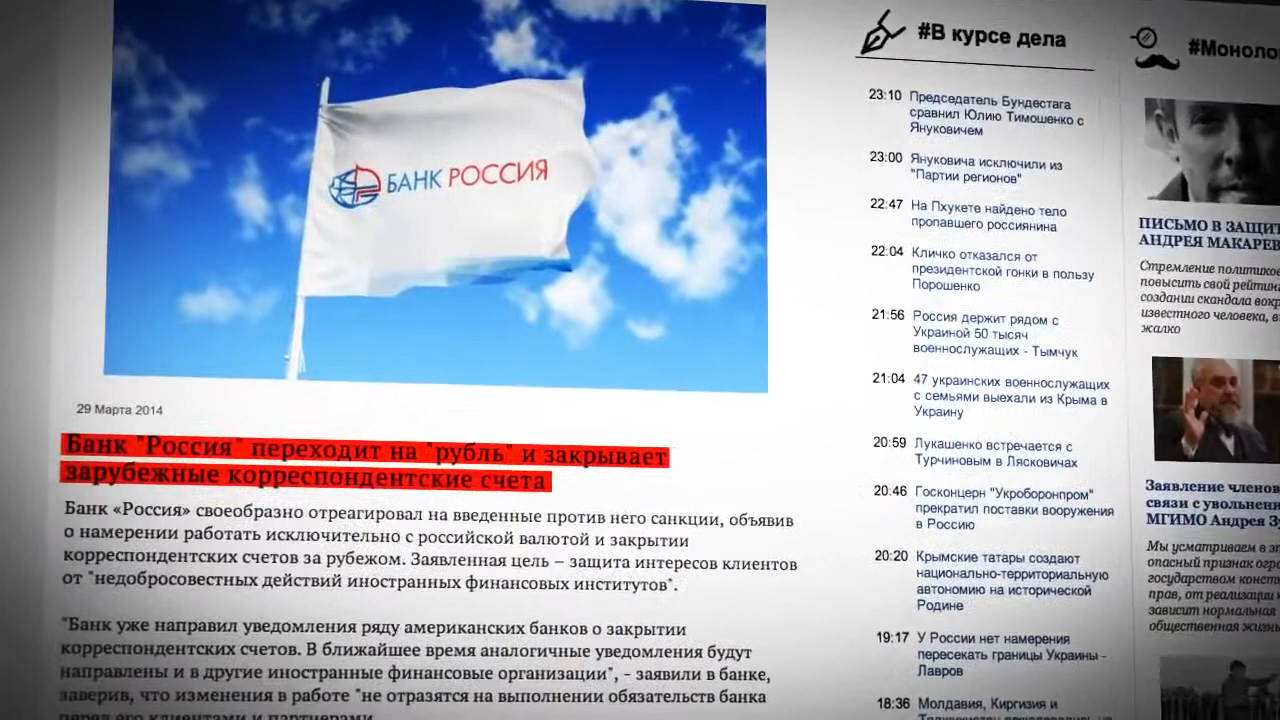 БАНК РОССИЯ
29 Марта 2014
Банк "Россия" переходит на "рубль" и закрывает
зарубежные корреспондентские счета
Банк «Россия» своеобразно отреагировал на введенные против него санкции, объявив
о намерении работать исключительно с российской валютой и закрытии
корреспондентских счетов за рубежом. Заявленная цель – защита интересов клиентов
от "недобросовестных действий иностранных финансовых институтов".
"Банк уже направил уведомления ряду американских банков о закрытии
корреспондентских счетов. В ближайшее время аналогичные уведомления будут
направлены и в другие иностранные финансовые организации", - заявили в банке,
заверив, что изменения в работе "не отразятся на выполнении обязательств банка
перед его клиентами и партнерами
#В курсе дела
23:10 Председатель Бундестага
сравнил Юлию Тимошенко с
Януковичем
23:00 Януковича исключили из
"Партии регионов"
22:47 На Пхукете найдено тело
пропавшего россиянина
22:04 Кличко отказался от
президентской гонки в пользу
Порошенко
21:56 Россия держит рядом с
Украиной 50 тысяч
военнослужащих - Тымчук
21:04 47 украинских военнослужащих
с семьями выехали из Крыма в
Украину
20:59 Лукашенко встречается с
Турчиновым в Лясковичах
20:46 Госконцерн "Укроборонпром"
прекратил поставки вооружения
в Россию
20:20 Крымские татары создают
национально-территориальную
автономию на исторической
Родине
19:17 У России нет намерения
пересекать границы Украины -
Лавров
18:36 Молдавия, Киргизия и
#Моноло
ПИСЬМО В ЗАЩИТ
АНДРЕЯ МАКАРЕВ
Стремление политиков
повысить свой рейтин
создании скандала вокр
известного человека, в
жалко
Заявление членов
связи с увольнени
МГИМО Андрея З
Мы усматриваем в эт
опасный признак огр
государством конст
прав, от реализации
зависит нормальная
общественная жизнь